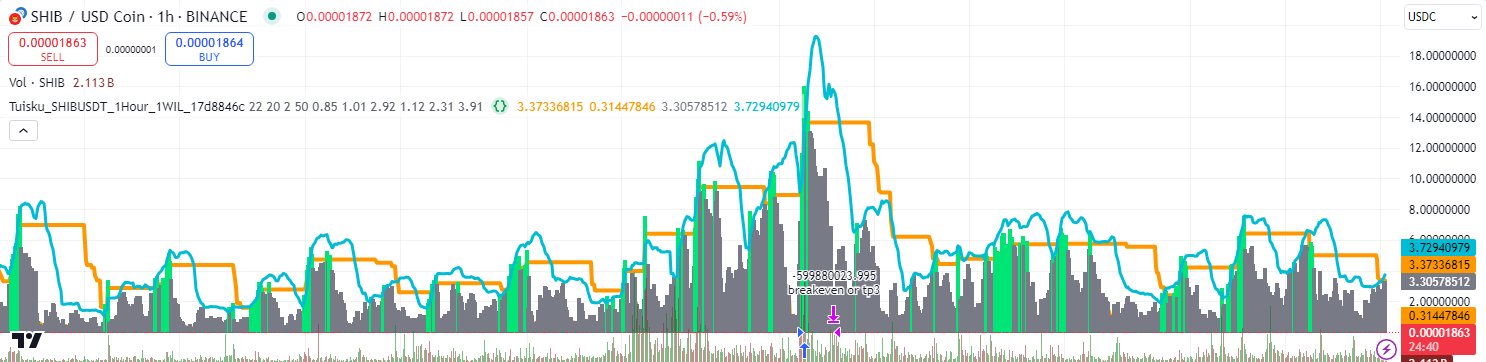 SHIB / USD Coin · 1h · BINANCE O0.00001872 H0.00001872 L0.00001857 C0.00001863 −0.00000011 (−0.59%)
USDC
0.00001863
SELL
0.00000001
0.00001864
BUY
Vol · SHIB 2.113 B
Tuisku_SHIBUSDT_1Hour_1WIL_17d8846c 22 20 2 50 0.85 1.01 2.92 1.12 2.31 3.91 {} 3.37336815 0.31447846 3.30578512 3.72940979
18.00000000
16.00000000
14.00000000
12.00000000
10.00000000
8.00000000
3.72940979
3.37336815
3.30578512
2.00000000
0.31447846
0.00001863
24:40
-599880023.995
breakeven or tp3